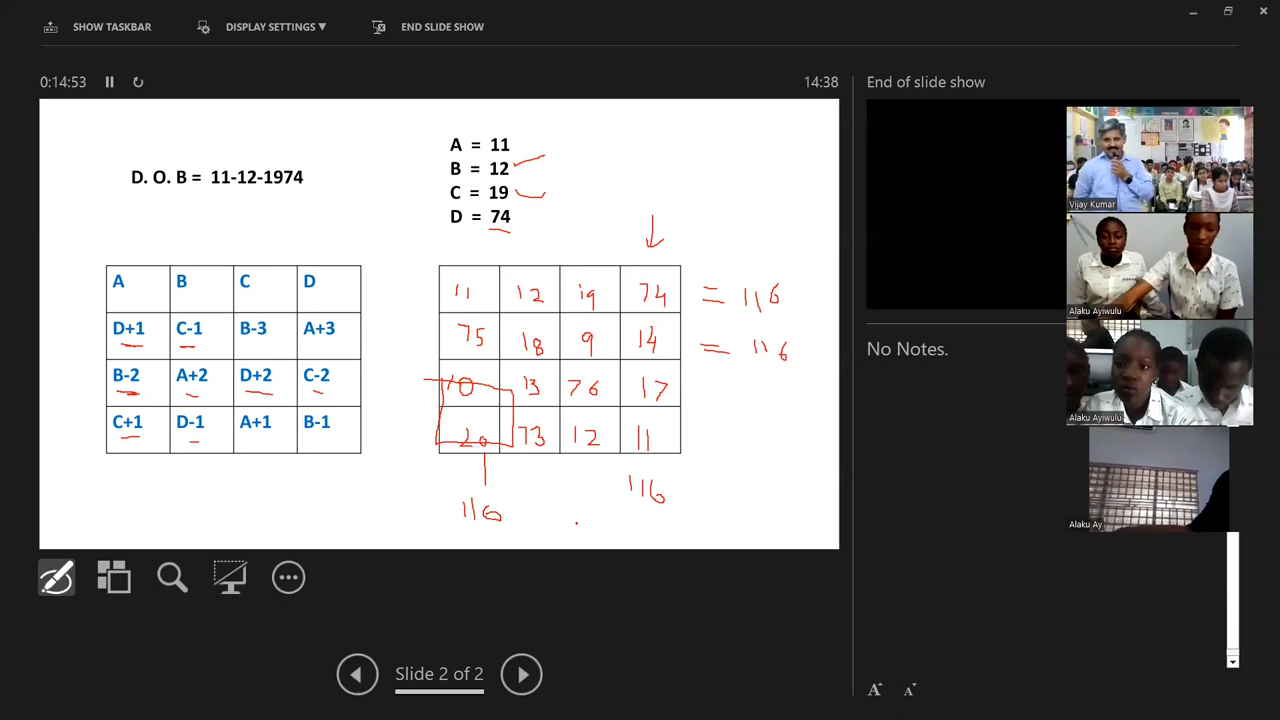 SHOW TASKBAR DISPLAY SETTINGS ▼ END SLIDE SHOW
0:14:53 14:38
End of slide show
A = 11
B = 12
C = 19
D = 74
D. O. B = 11-12-1974
A B C D
D+1 C-1 B-3 A+3
B-2 A+2 D+2 C-2
C+1 D-1 A+1 B-1
11 12 19 74 = 116
75 18 9 14 = 116
10 13 76 17
20 73 12 11
116 116
Slide 2 of 2
No Notes.
A A
Vijay Kumar
Alaku Ayiwulu
Alaku Ayiwulu
Alaku Ay